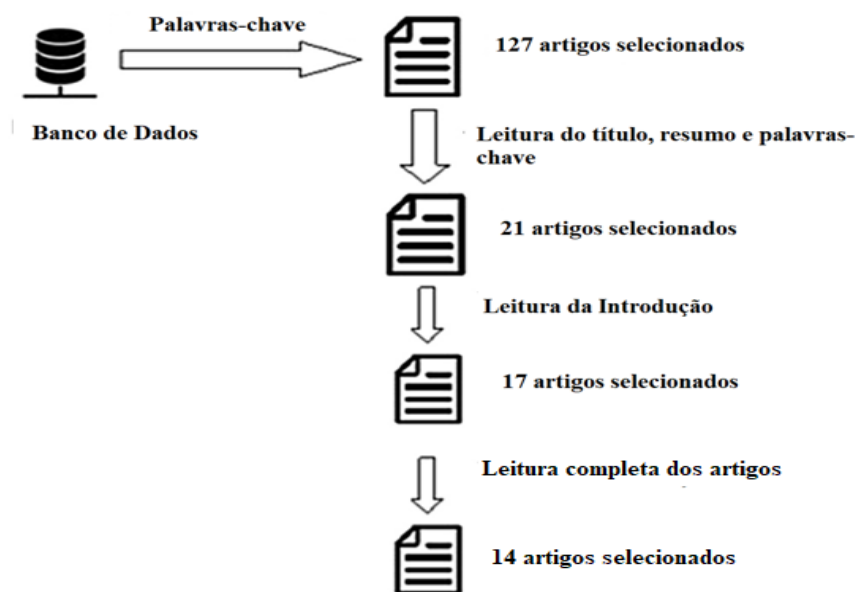 Palavras-chave
127 artigos selecionados
Banco de Dados
Leitura do título, resumo e palavras-
chave
21 artigos selecionados
Leitura da Introdução
17 artigos selecionados
Leitura completa dos artigos
14 artigos selecionados